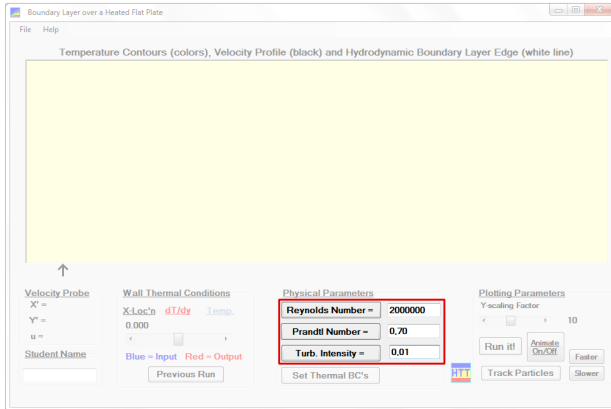 Boundary Layer over a Heated Flat Plate
File Help
Temperature Contours (colors), Velocity Profile (black) and Hydrodynamic Boundary Layer Edge (white line)
Velocity Probe
X' =
Y' =
u =
Student Name
Wall Thermal Conditions
X-Loc'n dT/dy Temp.
0.000
Blue = Input Red = Output
Previous Run
Physical Parameters
Reynolds Number = 2000000
Prandtl Number = 0,70
Turb. Intensity = 0,01
Set Thermal BC's
HTT
Plotting Parameters
Y-scaling Factor
10
Run it! Animate On/Off Faster
Track Particles Slower